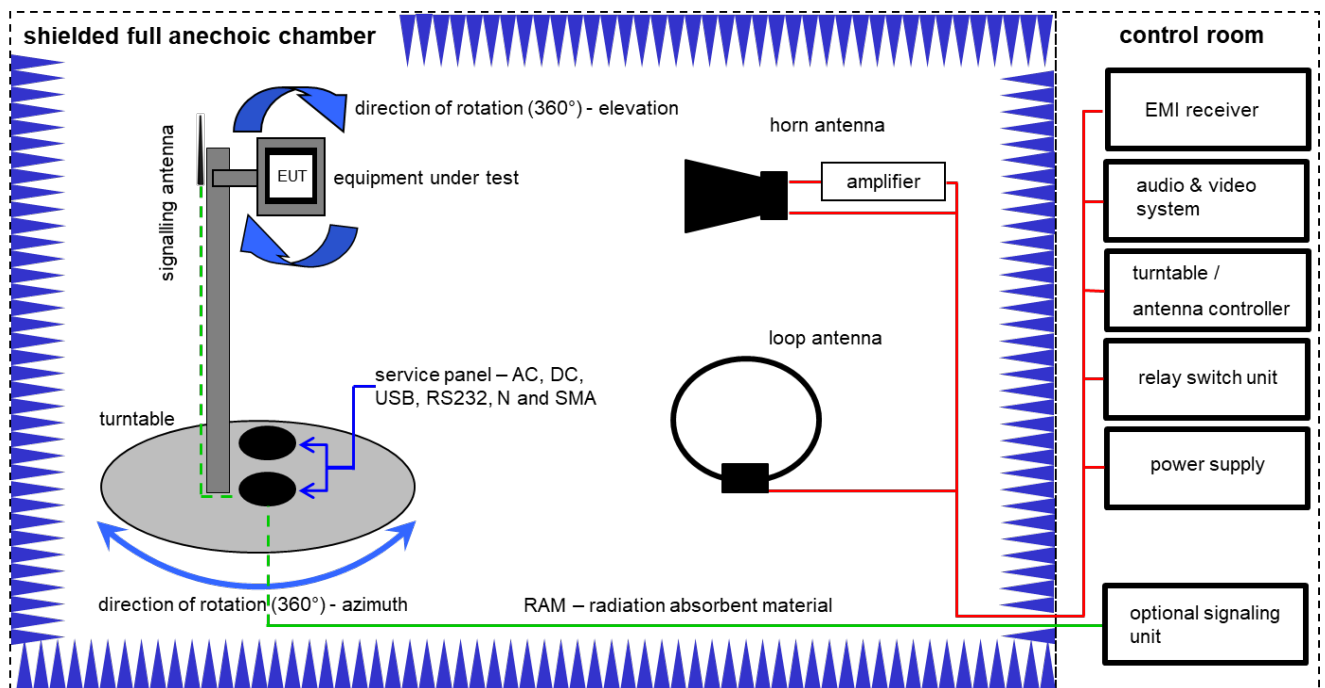 shielded full anechoic chamber
control room
direction of rotation (360°) - elevation
signalling antenna
EUT
equipment under test
horn antenna
amplifier
loop antenna
service panel – AC, DC,
USB, RS232, N and SMA
turntable
direction of rotation (360°) - azimuth
RAM – radiation absorbent material
EMI receiver
audio & video
system
turntable /
antenna controller
relay switch unit
power supply
optional signaling
unit